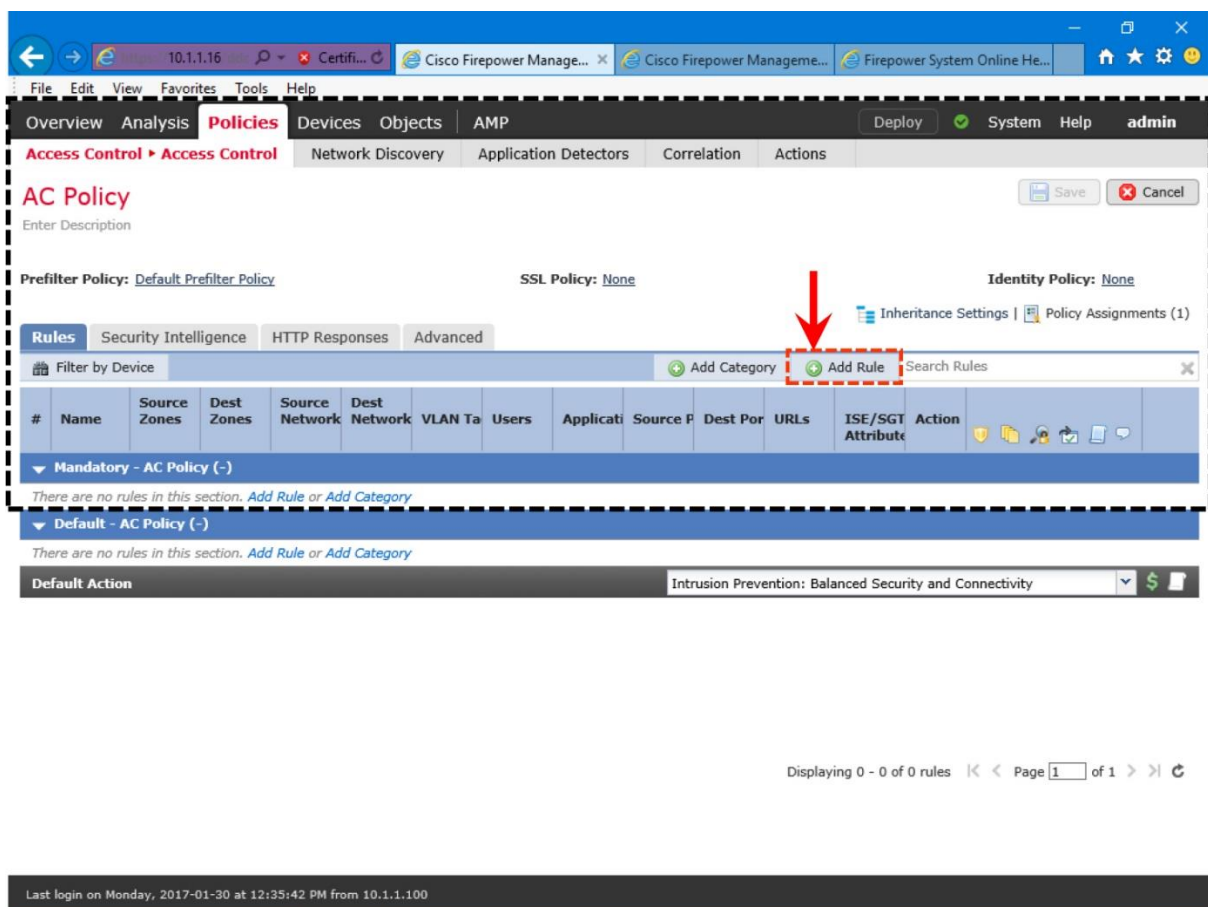 10.1.1.16 Certifi... Cisco Firepower Manage... Cisco Firepower Manageme... Firepower System Online He...
File Edit View Favorites Tools Help
Overview Analysis Policies Devices Objects AMP Deploy System Help admin
Access Control ▸ Access Control Network Discovery Application Detectors Correlation Actions
AC Policy
Save Cancel
Enter Description
Prefilter Policy: Default Prefilter Policy SSL Policy: None Identity Policy: None
Inheritance Settings | Policy Assignments (1)
Rules Security Intelligence HTTP Responses Advanced
Filter by Device Add Category Add Rule Search Rules
# Name Source Zones Dest Zones Source Network Dest Network VLAN Ta Users Applicati Source P Dest Por URLs ISE/SGT Attribute Action
Mandatory - AC Policy (-)
There are no rules in this section. Add Rule or Add Category
Default - AC Policy (-)
There are no rules in this section. Add Rule or Add Category
Default Action Intrusion Prevention: Balanced Security and Connectivity $
Displaying 0 - 0 of 0 rules |< < Page 1 of 1 > >|
Last login on Monday, 2017-01-30 at 12:35:42 PM from 10.1.1.100